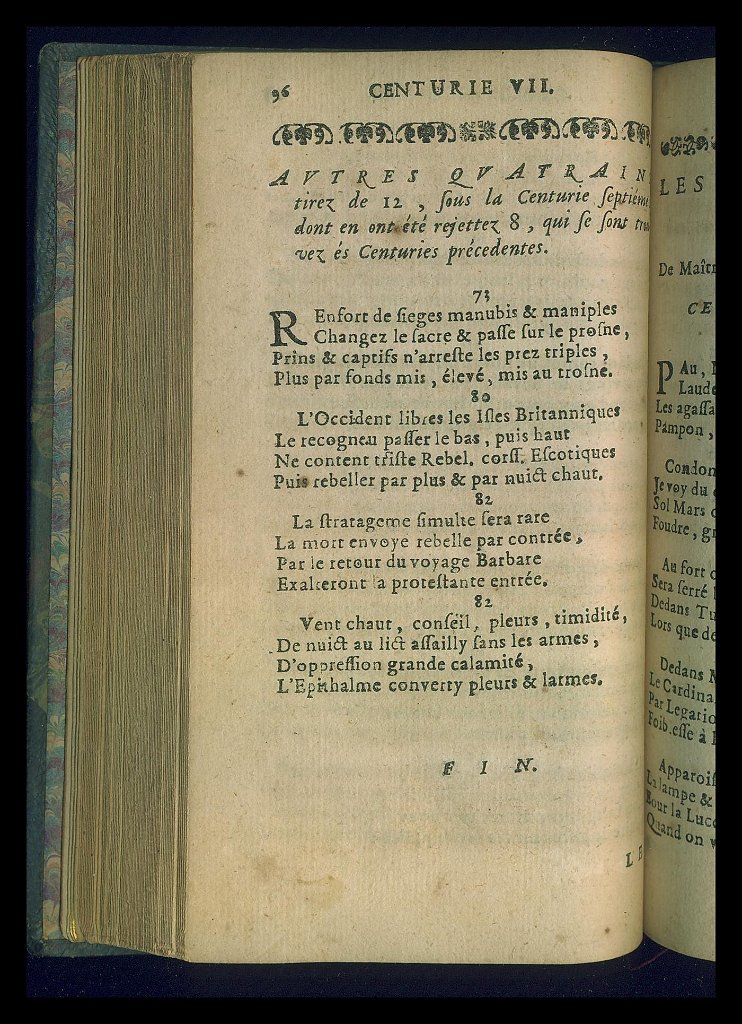 96 CENTURIE VII.
AVTRES QVATRAIN
tirez de 12, ſous la Centurie ſeptiéme
dont en ont été rejettez 8, qui ſe ſont trou
vez és Centuries précedentes.
73
REnfort de ſieges manubis & maniples
Changez le ſacre & paſſe ſur le proſne,
Prins & captifs n'arreſte les prez triples,
Plus par fonds mis, élevé, mis au troſne.
80
L'Occident libres les Iſles Britanniques
Le recogneu paſſer le bas, puis haut
Ne content triſte Rebel. corſſ. Eſcotiques
Puis rebeller par plus & par nuict chaut.
82
La ſtratageme ſimulte ſera rare
La mort envoye rebelle par contrée,
Par le retour du voyage Barbare
Exalteront la proteſtante entrée.
82
Vent chaut, conſeil, pleurs, timidité,
De nuict au lict aſſailly ſans les armes,
D'oppreſſion grande calamité,
L'Epithalme converty pleurs & larmes.
FIN.
LE
LES
De Maîtr
CE
PAu,
Laude
Les agaſſa
Pampon,
Condon
Je voy du
Sol Mars
Foudre, gr
Au fort
Sera ſerré
Dedans Tu
Lors que de
Dedans
Le Cardina
Par Legatio
Foibleſſe à
Apparoiſ
La lampe &
Pour la Luc
Quand on v